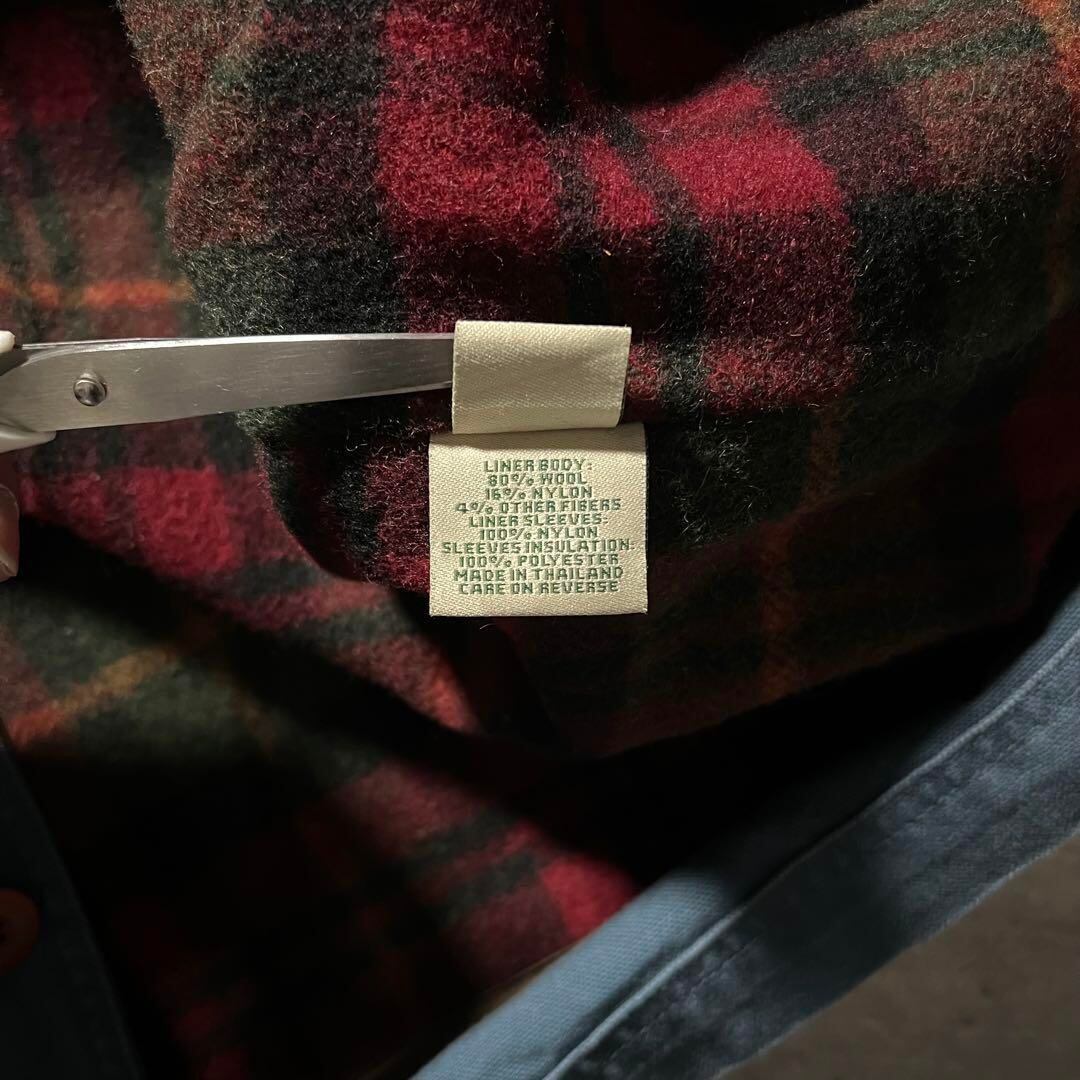 LINER BODY:
80% WOOL
16% NYLON
4% OTHER FIBERS
LINER SLEEVES:
100% NYLON
SLEEVES INSULATION:
100% POLYESTER
MADE IN THAILAND
CARE ON REVERSE